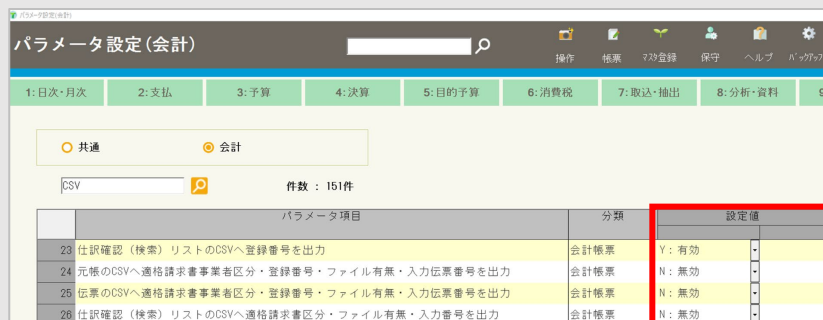 パラメータ設定(会計)
パラメータ設定(会計)
操作 帳票 マスタ登録 保守 ヘルプ バックアップ
1:日次・月次 2:支払 3:予算 4:決算 5:目的予算 6:消費税 7:取込・抽出 8:分析・資料 9
共通 会計
CSV 件数 : 151件
パラメータ項目 分類 設定値
23 仕訳確認(検索)リストのCSVへ登録番号を出力 会計帳票 Y:有効
24 元帳のCSVへ適格請求書事業者区分・登録番号・ファイル有無・入力伝票番号を出力 会計帳票 N:無効
25 伝票のCSVへ適格請求書事業者区分・登録番号・ファイル有無・入力伝票番号を出力 会計帳票 N:無効
26 仕訳確認(検索)リストのCSVへ適格請求書区分・ファイル有無・入力番号を出力 会計帳票 N:無効